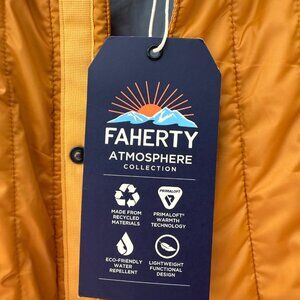 FAHERTY
ATMOSPHERE
COLLECTION
MADE FROM
RECYCLED
MATERIALS
PRIMALOFT
PRIMALOFT®
WARMTH
TECHNOLOGY
ECO-FRIENDLY
WATER
REPELLENT
LIGHTWEIGHT
FUNCTIONAL
DESIGN